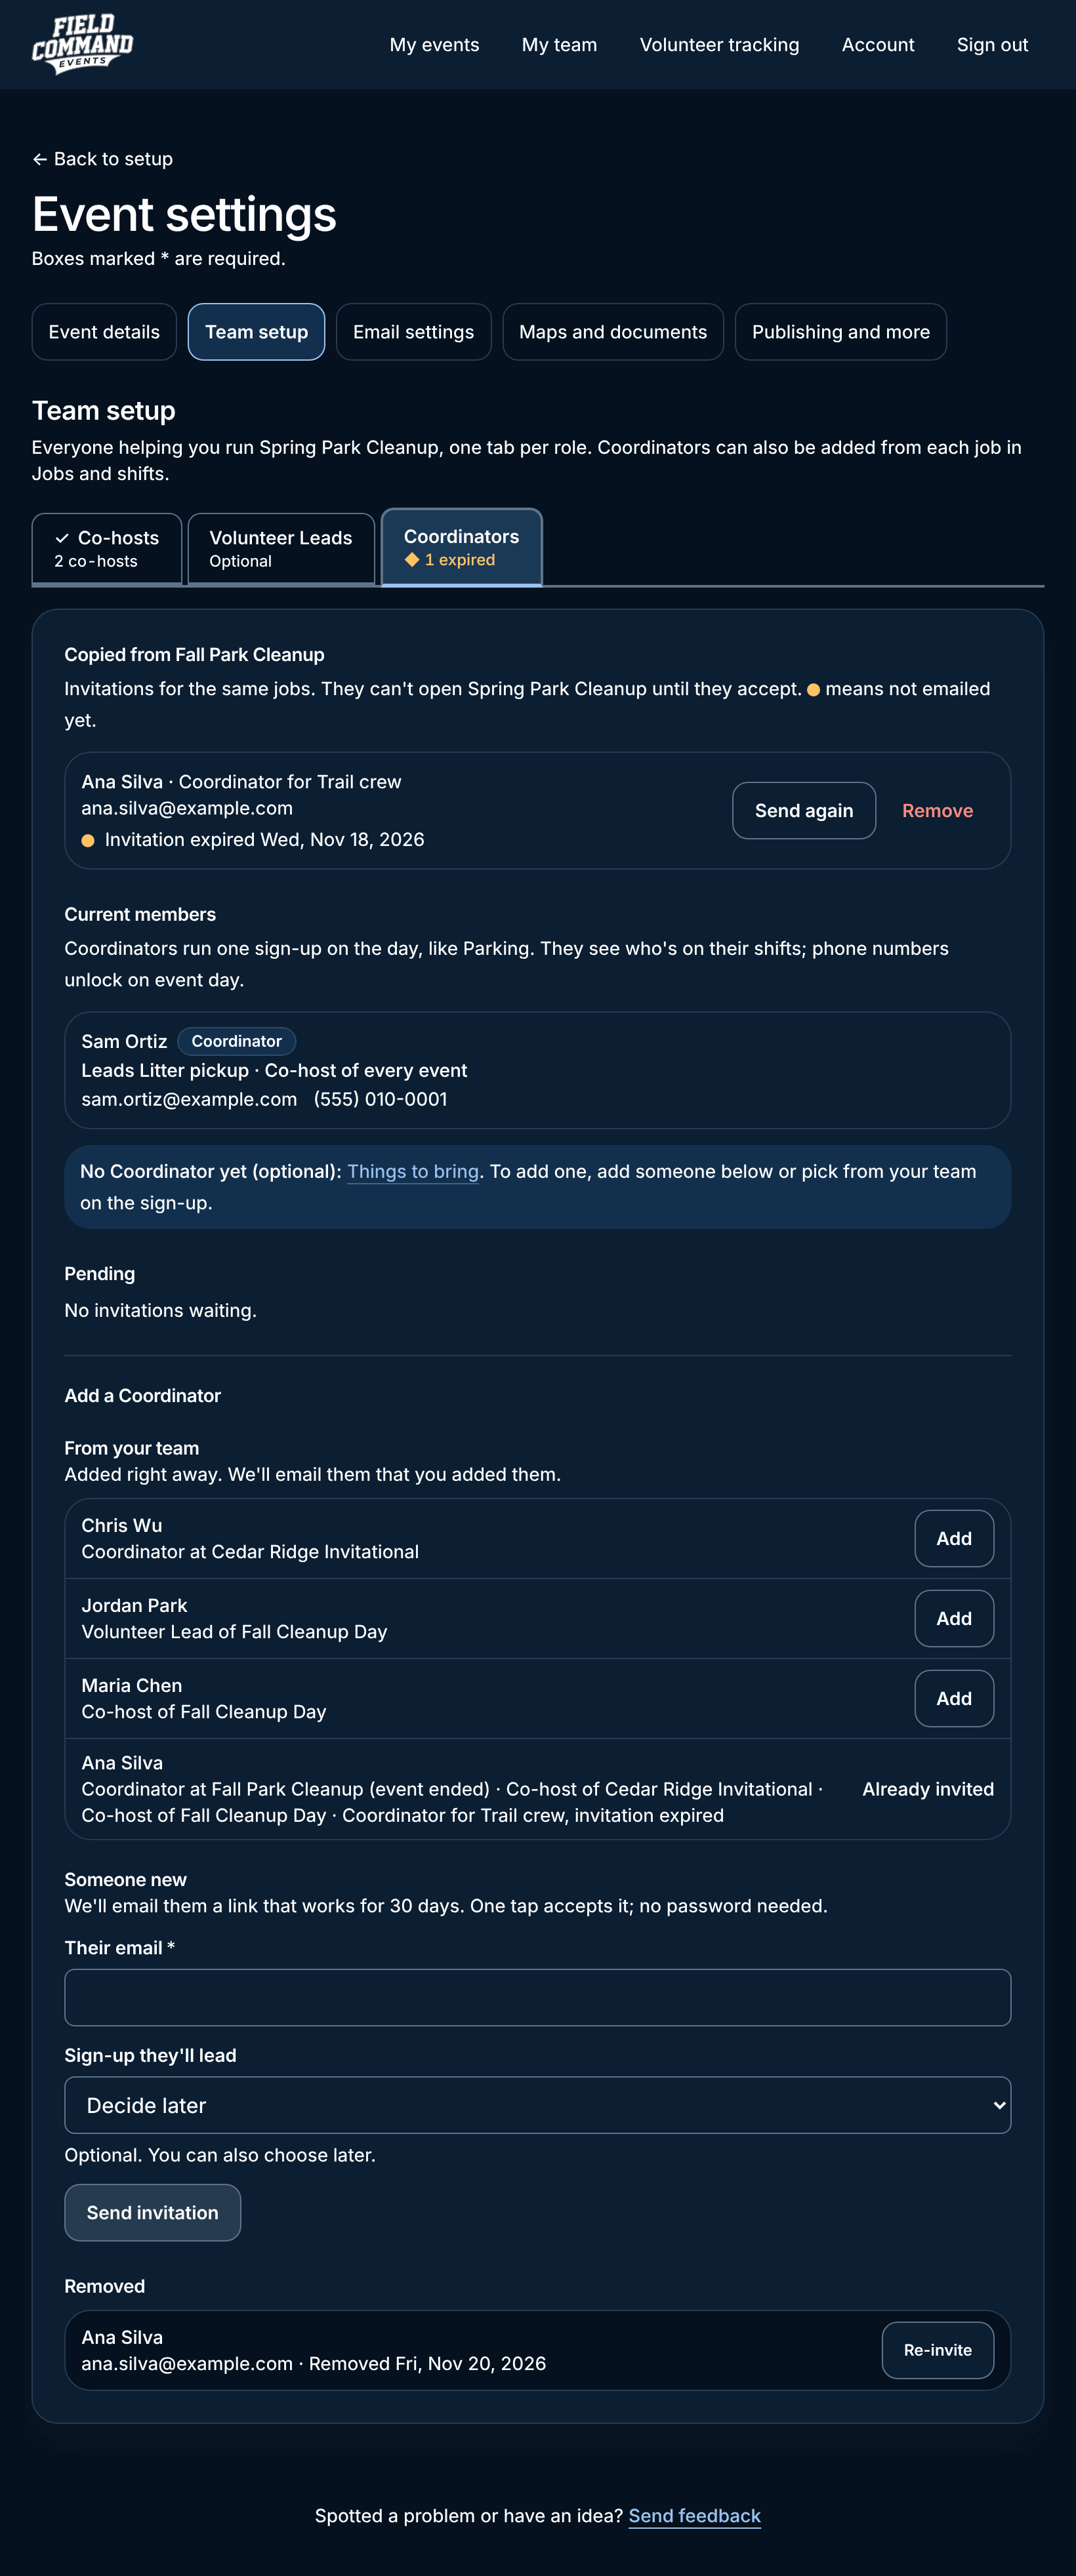 FIELD
COMMAND
EVENTS
My events
My team
Volunteer tracking
Account
Sign out
← Back to setup
Event settings
Boxes marked * are required.
Event details
Team setup
Email settings
Maps and documents
Publishing and more
Team setup
Everyone helping you run Spring Park Cleanup, one tab per role. Coordinators can also be added from each job in
Jobs and shifts.
✓ Co-hosts
2 co-hosts
Volunteer Leads
Optional
Coordinators
◆ 1 expired
Copied from Fall Park Cleanup
Invitations for the same jobs. They can't open Spring Park Cleanup until they accept. ● means not emailed
yet.
Ana Silva · Coordinator for Trail crew
ana.silva@example.com
● Invitation expired Wed, Nov 18, 2026
Send again
Remove
Current members
Coordinators run one sign-up on the day, like Parking. They see who's on their shifts; phone numbers
unlock on event day.
Sam Ortiz Coordinator
Leads Litter pickup · Co-host of every event
sam.ortiz@example.com (555) 010-0001
No Coordinator yet (optional): Things to bring. To add one, add someone below or pick from your team
on the sign-up.
Pending
No invitations waiting.
Add a Coordinator
From your team
Added right away. We'll email them that you added them.
Chris Wu
Coordinator at Cedar Ridge Invitational
Add
Jordan Park
Volunteer Lead of Fall Cleanup Day
Add
Maria Chen
Co-host of Fall Cleanup Day
Add
Ana Silva
Coordinator at Fall Park Cleanup (event ended) · Co-host of Cedar Ridge Invitational ·
Co-host of Fall Cleanup Day · Coordinator for Trail crew, invitation expired
Already invited
Someone new
We'll email them a link that works for 30 days. One tap accepts it; no password needed.
Their email *
Sign-up they'll lead
Decide later
Optional. You can also choose later.
Send invitation
Removed
Ana Silva
ana.silva@example.com · Removed Fri, Nov 20, 2026
Re-invite
Spotted a problem or have an idea? Send feedback